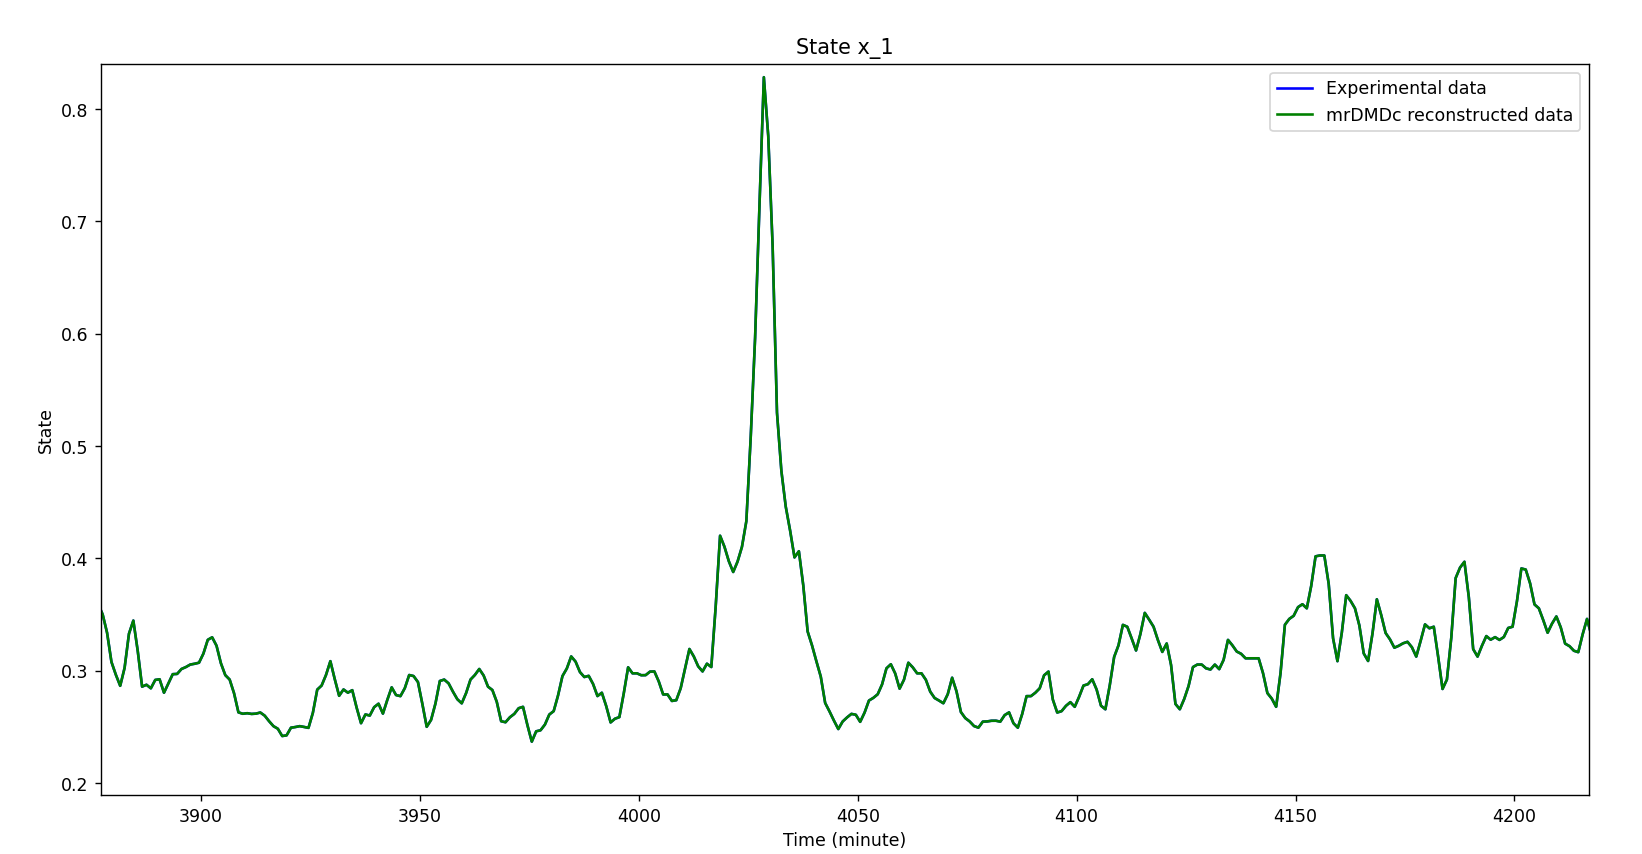 State x_1
Experimental data
mrDMDc reconstructed data
State
0.8
0.7
0.6
0.5
0.4
0.3
0.2
3900
3950
4000
4050
4100
4150
4200
Time (minute)